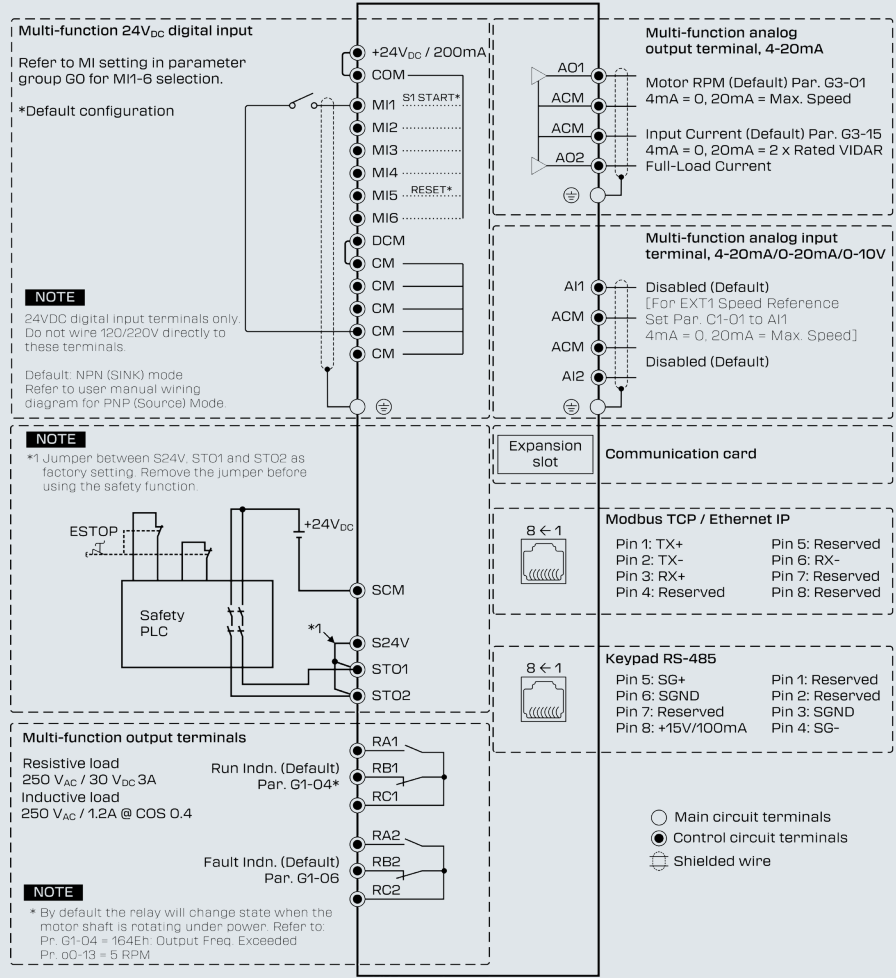 Multi-function 24VDC digital input
Refer to MI setting in parameter
group G0 for MI1-6 selection.
*Default configuration
+24VDC / 200mA
COM
MI1 S1 START*
MI2
MI3
MI4
MI5 RESET*
MI6
DCM
CM
CM
CM
CM
CM
NOTE
24VDC digital input terminals only.
Do not wire 120/220V directly to
these terminals.
Default: NPN (SINK) mode
Refer to user manual wiring
diagram for PNP (Source) Mode.
Multi-function analog
output terminal, 4-20mA
AO1
ACM
ACM
AO2
Motor RPM (Default) Par. G3-01
4mA = 0, 20mA = Max. Speed
Input Current (Default) Par. G3-15
4mA = 0, 20mA = 2 x Rated VIDAR
Full-Load Current
Multi-function analog input
terminal, 4-20mA/0-20mA/0-10V
AI1
ACM
ACM
AI2
Disabled (Default)
[For EXT1 Speed Reference
Set Par. C1-01 to AI1
4mA = 0, 20mA = Max. Speed]
Disabled (Default)
NOTE
*1 Jumper between S24V, STO1 and STO2 as
factory setting. Remove the jumper before
using the safety function.
ESTOP
+24VDC
Safety
PLC
*1
SCM
S24V
STO1
STO2
Expansion
slot
Communication card
Modbus TCP / Ethernet IP
8 ← 1
Pin 1: TX+
Pin 2: TX-
Pin 3: RX+
Pin 4: Reserved
Pin 5: Reserved
Pin 6: RX-
Pin 7: Reserved
Pin 8: Reserved
Keypad RS-485
8 ← 1
Pin 5: SG+
Pin 6: SGND
Pin 7: Reserved
Pin 8: +15V/100mA
Pin 1: Reserved
Pin 2: Reserved
Pin 3: SGND
Pin 4: SG-
Multi-function output terminals
Resistive load
250 VAC / 30 VDC 3A
Inductive load
250 VAC / 1.2A @ COS 0.4
Run Indn. (Default)
Par. G1-04*
RA1
RB1
RC1
Fault Indn. (Default)
Par. G1-06
RA2
RB2
RC2
NOTE
* By default the relay will change state when the
motor shaft is rotating under power. Refer to:
Pr. G1-04 = 164Eh: Output Freq. Exceeded
Pr. o0-13 = 5 RPM
Main circuit terminals
Control circuit terminals
Shielded wire